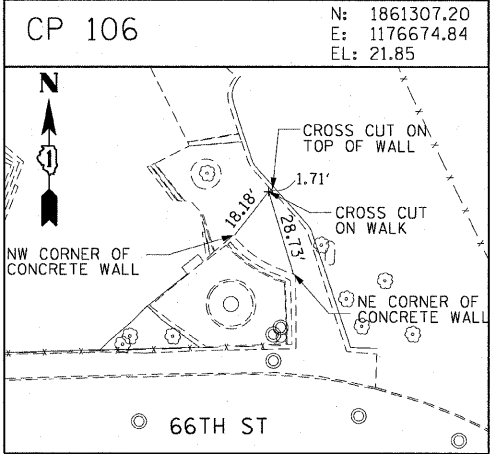 CP 106
N: 1861307.20
E: 1176674.84
EL: 21.85
N
1
CROSS CUT ON
TOP OF WALL
1.71'
CROSS CUT
ON WALK
18.18'
28.73'
NW CORNER OF
CONCRETE WALL
NE CORNER OF
CONCRETE WALL
66TH ST